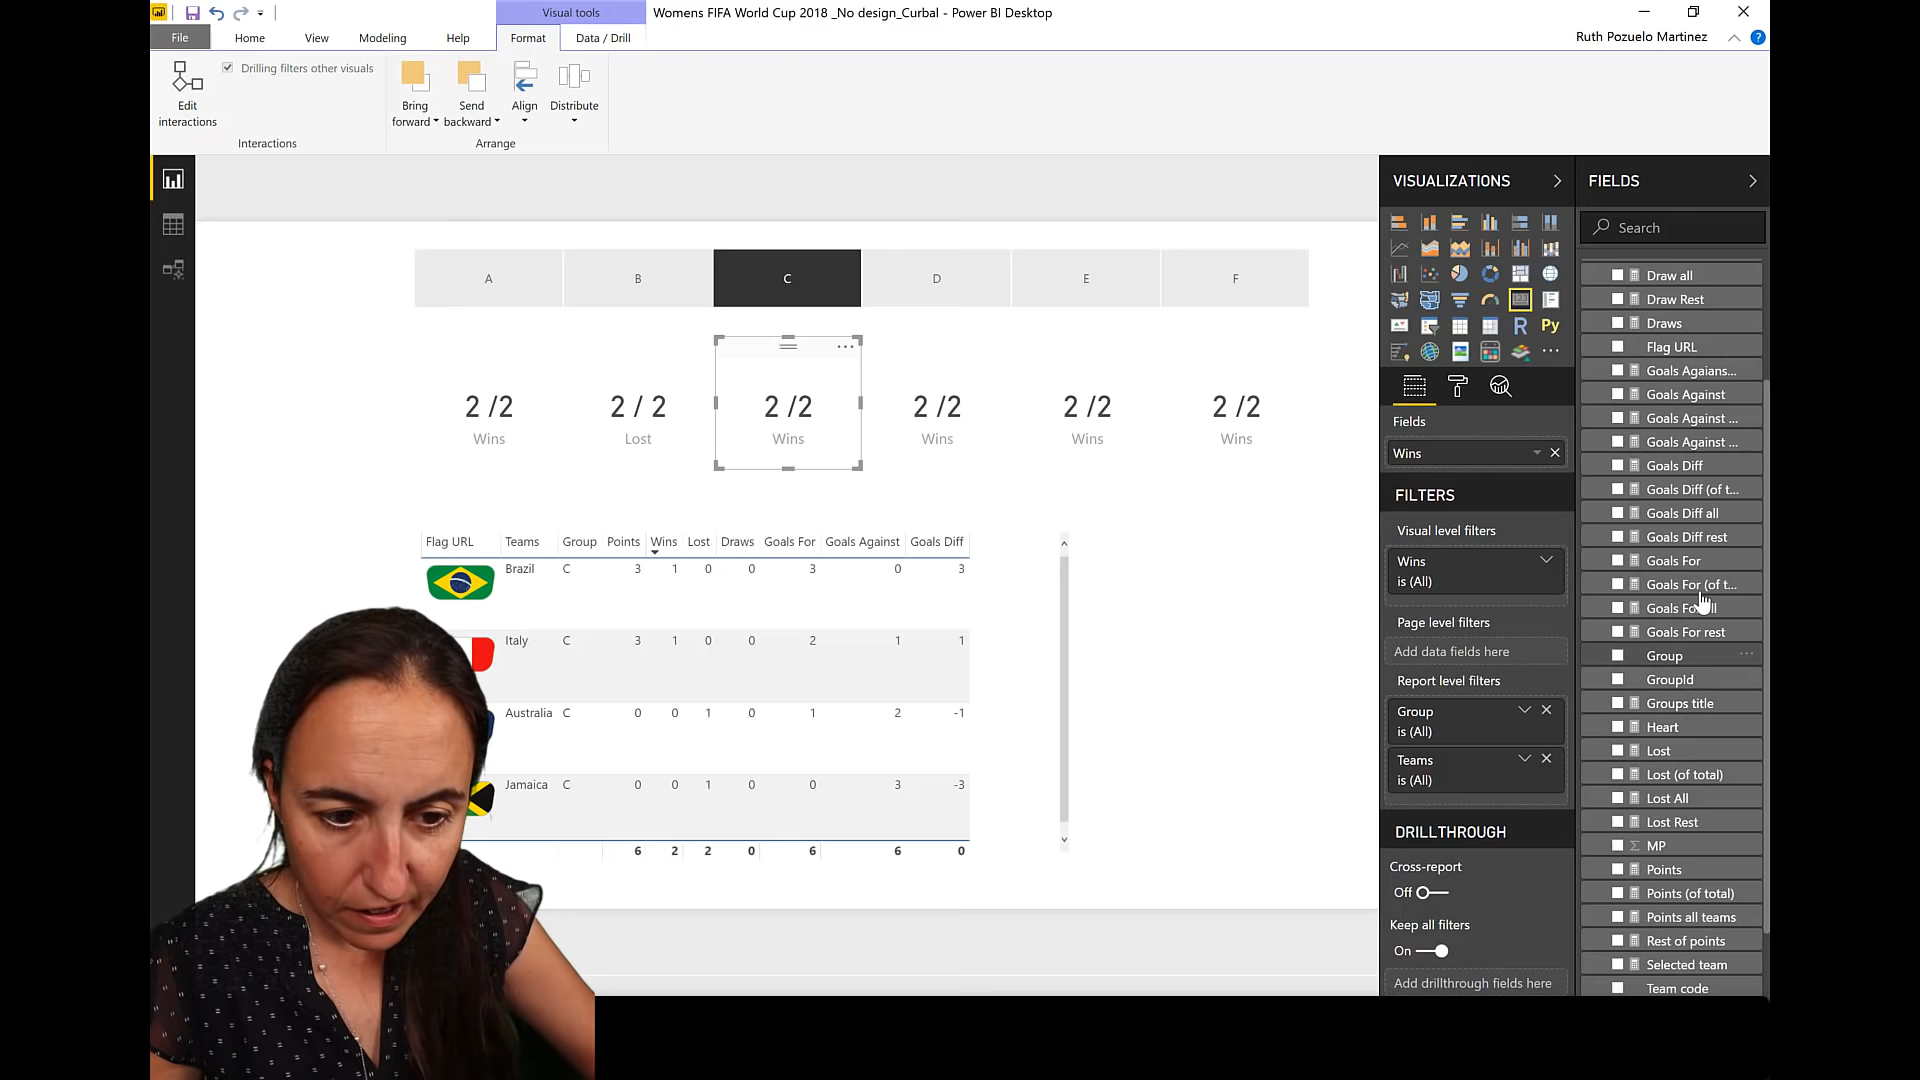 Visual tools
Womens FIFA World Cup 2018 _No design_Curbal - Power BI Desktop
File
Home
View
Modeling
Help
Format
Data / Drill
Ruth Pozuelo Martinez
?
Edit interactions
Drilling filters other visuals
Bring forward
Send backward
Align
Distribute
Interactions
Arrange
A
B
C
D
E
F
2 /2
Wins
2 / 2
Lost
2 /2
Wins
2 /2
Wins
2 /2
Wins
2 /2
Wins
Flag URL Teams Group Points Wins Lost Draws Goals For Goals Against Goals Diff
Brazil C 3 1 0 0 3 0 3
Italy C 3 1 0 0 2 1 1
Australia C 0 0 1 0 1 2 -1
Jamaica C 0 0 1 0 0 3 -3
6 2 2 0 6 6 0
VISUALIZATIONS
123
R
Py
Fields
Wins
FILTERS
Visual level filters
Wins
is (All)
Page level filters
Add data fields here
Report level filters
Group
is (All)
Teams
is (All)
DRILLTHROUGH
Cross-report
Off
Keep all filters
On
Add drillthrough fields here
FIELDS
Search
Draw all
Draw Rest
Draws
Flag URL
Goals Agaians...
Goals Against
Goals Against ...
Goals Against ...
Goals Diff
Goals Diff (of t...
Goals Diff all
Goals Diff rest
Goals For
Goals For (of t...
Goals For rest
Group
GroupId
Groups title
Heart
Lost
Lost (of total)
Lost All
Lost Rest
MP
Points
Points (of total)
Points all teams
Rest of points
Selected team
Team code